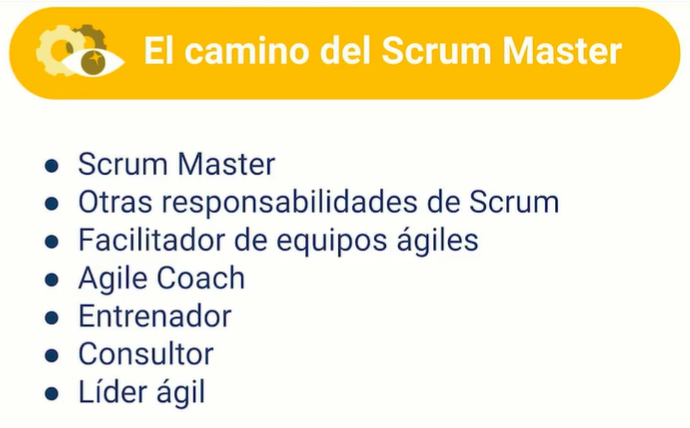 El camino del Scrum Master
● Scrum Master
● Otras responsabilidades de Scrum
● Facilitador de equipos ágiles
● Agile Coach
● Entrenador
● Consultor
● Líder ágil